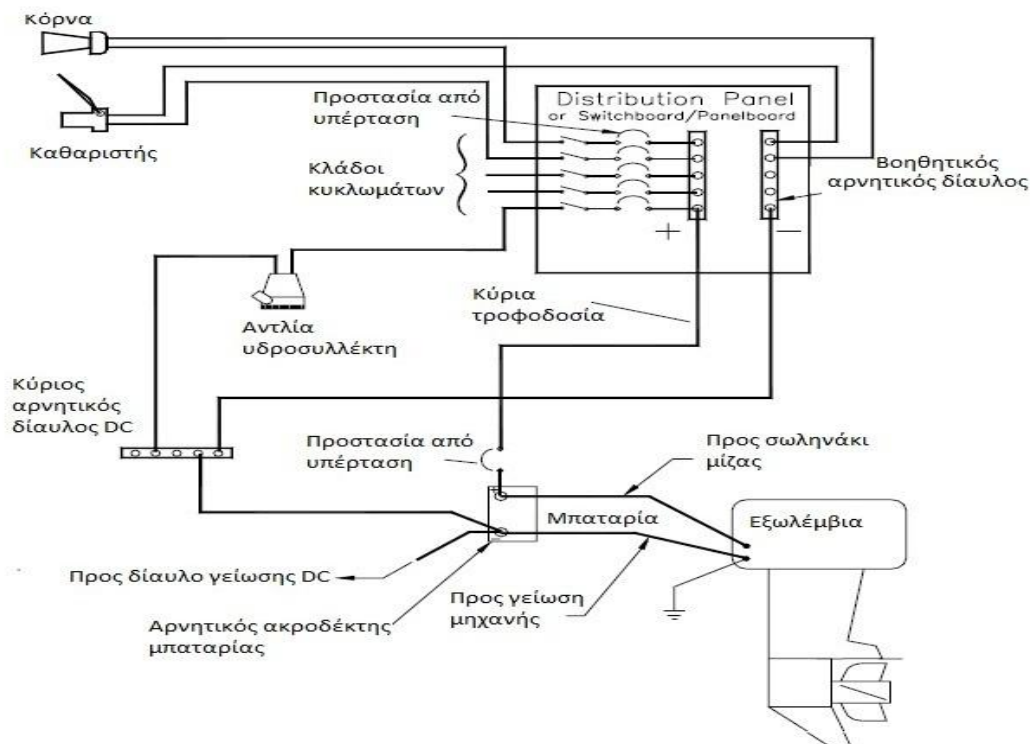 Κόρνα
Προστασία από
υπέρταση
Distribution Panel
or Switchboard/Panelboard
Καθαριστής
Κλάδοι
κυκλωμάτων
Βοηθητικός
αρνητικός δίαυλος
+
−
Κύρια
τροφοδοσία
Αντλία
υδροσυλλέκτη
Κύριος
αρνητικός
δίαυλος DC
Προστασία από
υπέρταση
Προς σωληνάκι
μίζας
+
Μπαταρία
Εξωλέμβια
−
Προς δίαυλο γείωσης DC
Προς γείωση
μηχανής
Αρνητικός ακροδέκτης
μπαταρίας